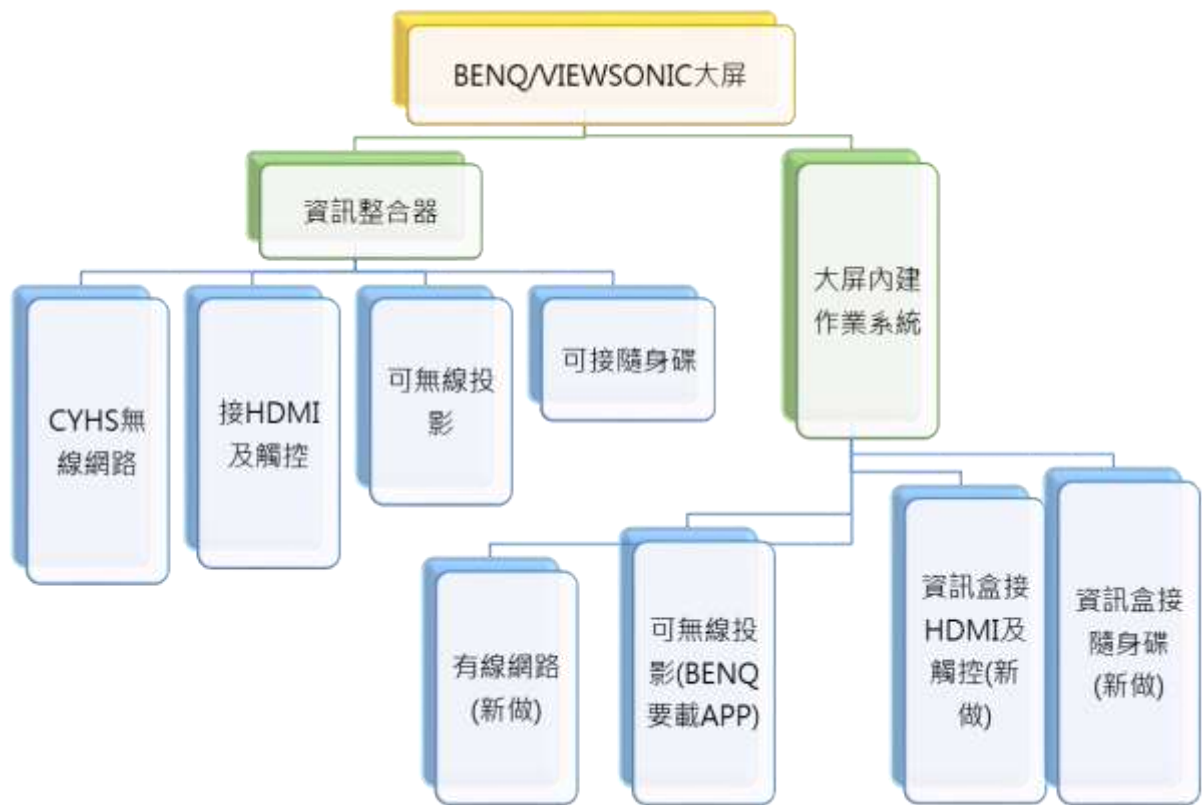 BENQ/VIEWSONIC大屏
資訊整合器
大屏內建
作業系統
CYHS無
線網路
接HDMI
及觸控
可無線投
影
可接隨身碟
有線網路
(新做)
可無線投
影(BENQ
要載APP)
資訊盒接
HDMI及
觸控(新
做)
資訊盒接
隨身碟
(新做)